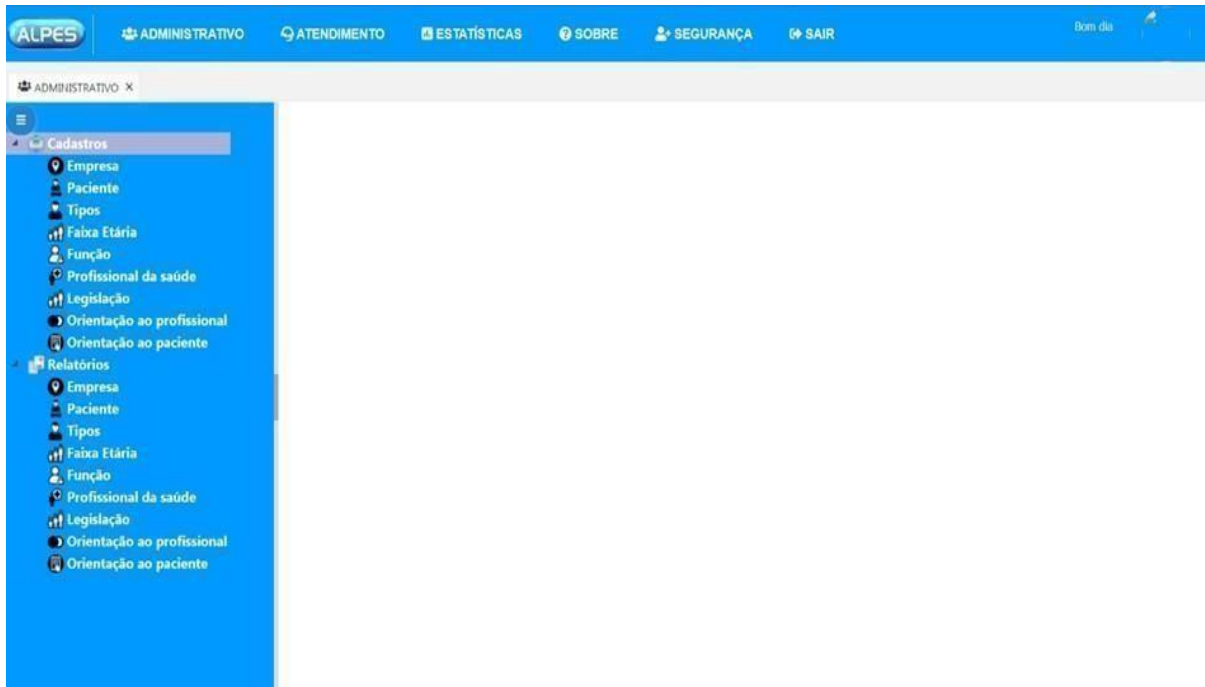 ALPES ADMINISTRATIVO ATENDIMENTO ESTATÍSTICAS SOBRE SEGURANÇA SAIR Bom dia
ADMINISTRATIVO ×
Cadastros
Empresa
Paciente
Tipos
Faixa Etária
Função
Profissional da saúde
Legislação
Orientação ao profissional
Orientação ao paciente
Relatórios
Empresa
Paciente
Tipos
Faixa Etária
Função
Profissional da saúde
Legislação
Orientação ao profissional
Orientação ao paciente